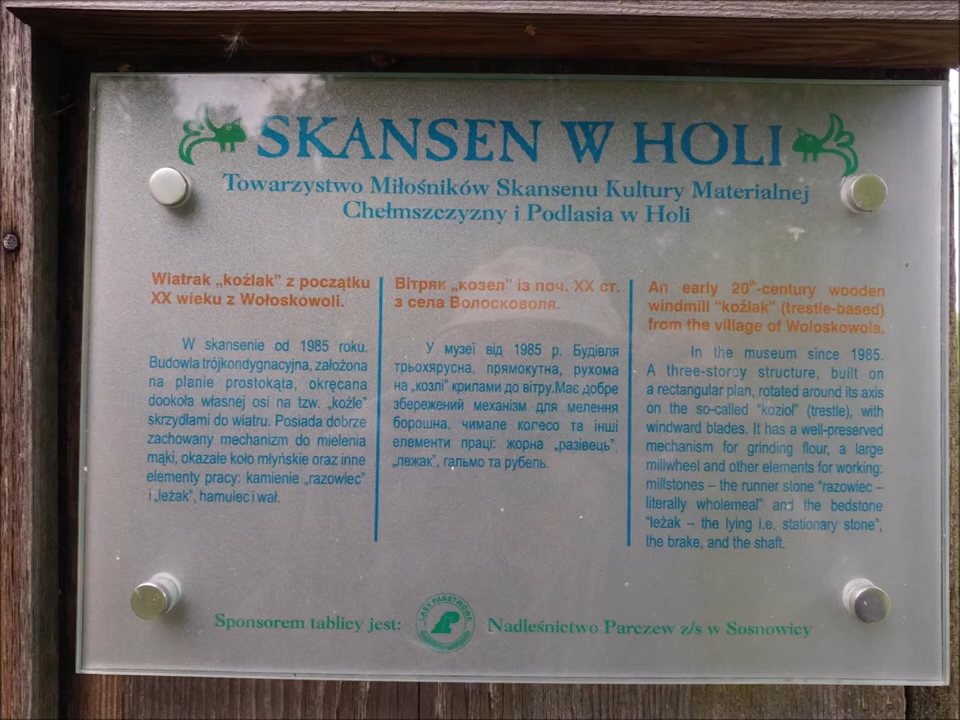 SKANSEN W HOLI
Towarzystwo Miłośników Skansenu Kultury Materialnej
Chełmszczyzny i Podlasia w Holi
Wiatrak „koźlak” z początku
XX wieku z Wołoskowoli.
W skansenie od 1985 roku.
Budowla trójkondygnacyjna, założona
na planie prostokąta, okręcana
dookoła własnej osi na tzw. „koźle”
skrzydłami do wiatru. Posiada dobrze
zachowany mechanizm do mielenia
mąki, okazałe koło młyńskie oraz inne
elementy pracy: kamienie „razowiec”
i „leżak”, hamulec i wał.
Вітряк „козел” із поч. XX ст.
з села Волосковоля.
У музеї від 1985 р. Будівля
трьохярусна, прямокутна, рухома
на „козлі” крилами до вітру.Має добре
збережений механізм для мелення
борошна, чимале колесо та інші
елементи праці: жорна „разівець”,
„лежак”, гальмо та рубель.
An early 20th-century wooden
windmill “koźlak” (trestle-based)
from the village of Woloskowola.
In the museum since 1985.
A three-storey structure, built on
a rectangular plan, rotated around its axis
on the so-called “kozioł” (trestle), with
windward blades. It has a well-preserved
mechanism for grinding flour, a large
millwheel and other elements for working:
millstones – the runner stone “razowiec –
literally wholemeal” and the bedstone
“leżak – the lying i.e. stationary stone”,
the brake, and the shaft.
Sponsorem tablicy jest:
LASY PAŃSTWOWE
Nadleśnictwo Parczew z/s w Sosnowicy